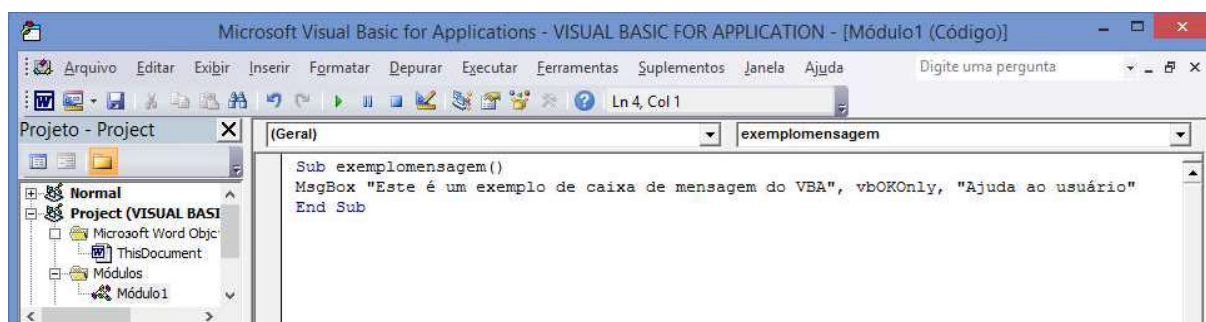 Microsoft Visual Basic for Applications - VISUAL BASIC FOR APPLICATION - [Módulo1 (Código)]
Arquivo Editar Exibir Inserir Formatar Depurar Executar Ferramentas Suplementos Janela Ajuda Digite uma pergunta
Ln 4, Col 1
Projeto - Project
(Geral) exemplomensagem
Sub exemplomensagem()
MsgBox "Este é um exemplo de caixa de mensagem do VBA", vbOKOnly, "Ajuda ao usuário"
End Sub
Normal
Project (VISUAL BASI
Microsoft Word Objc
ThisDocument
Módulos
Módulo1